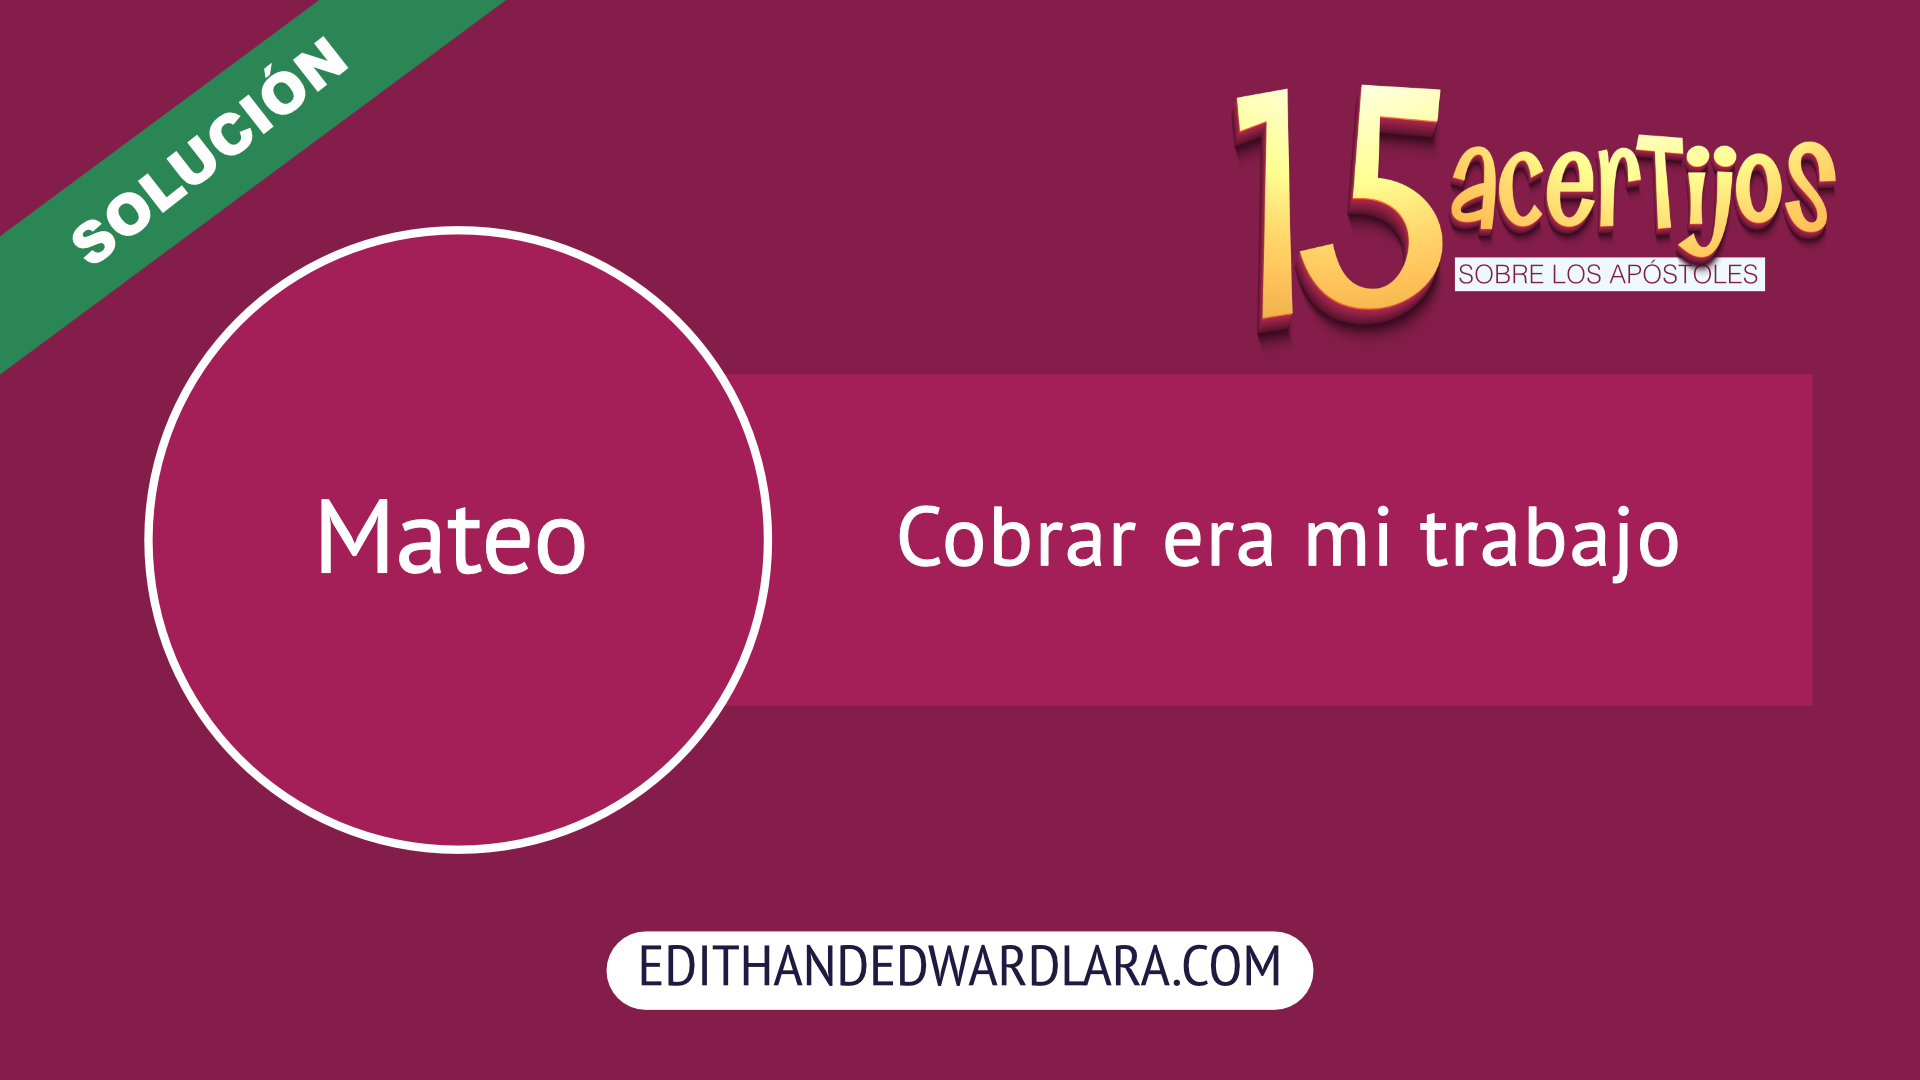 SOLUCIÓN
15 acerTijos
SOBRE LOS APÓSTOLES
Mateo
Cobrar era mi trabajo
EDITHANDEDWARDLARA.COM